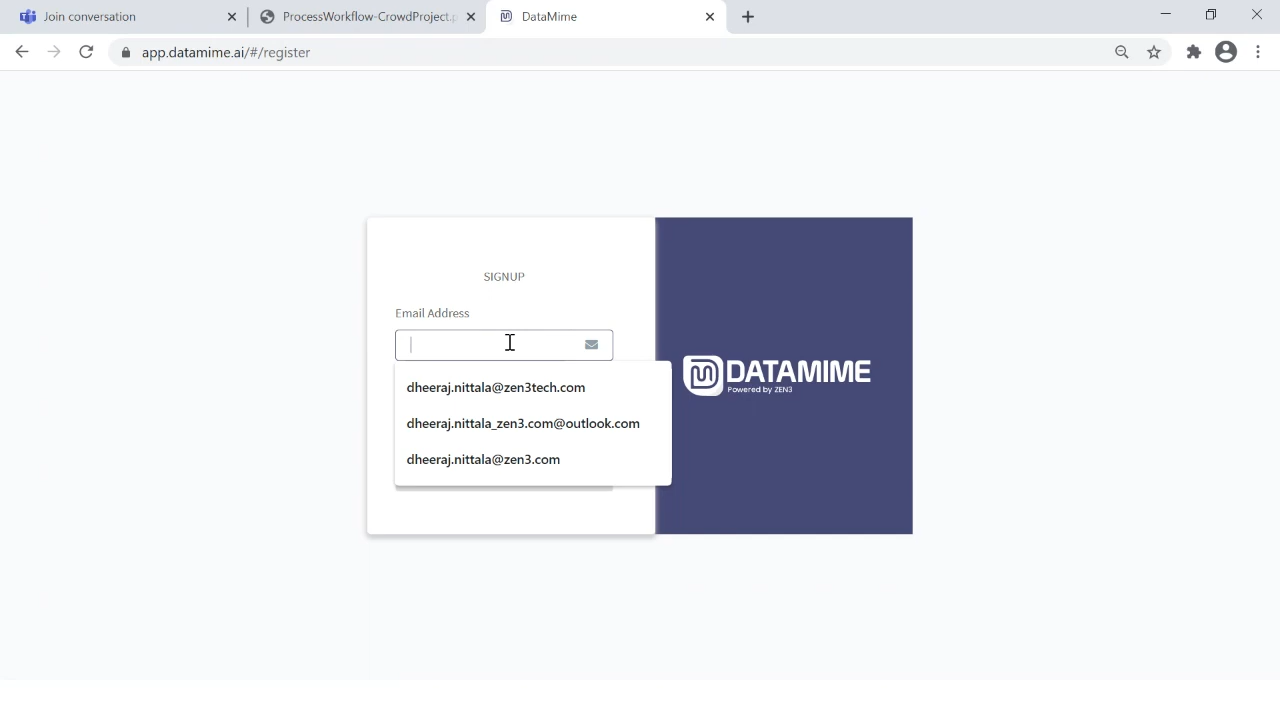 Join conversation
ProcessWorkflow-CrowdProject.p
DataMime
app.datamime.ai/#/register
SIGNUP
Email Address
dheeraj.nittala@zen3tech.com
dheeraj.nittala_zen3.com@outlook.com
dheeraj.nittala@zen3.com
DATAMIME
Powered by ZEN3